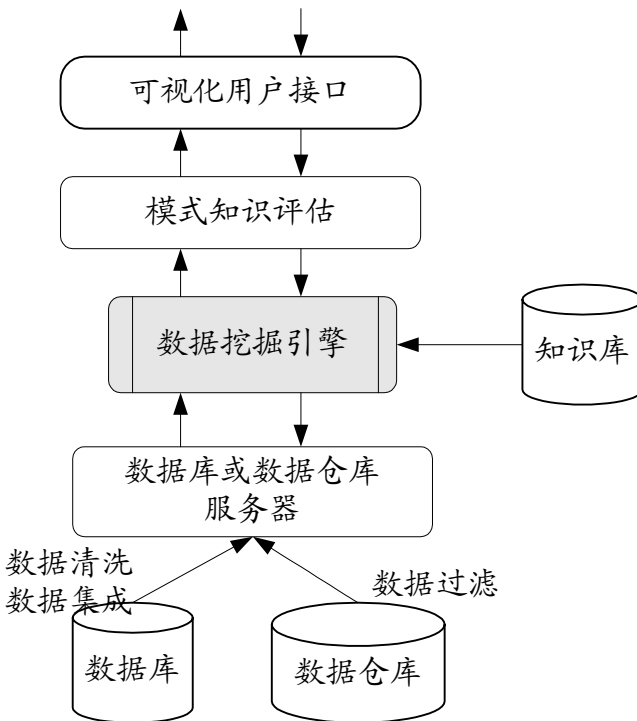 可视化用户接口
模式知识评估
数据挖掘引擎
知识库
数据库或数据仓库
服务器
数据清洗
数据集成
数据过滤
数据库
数据仓库